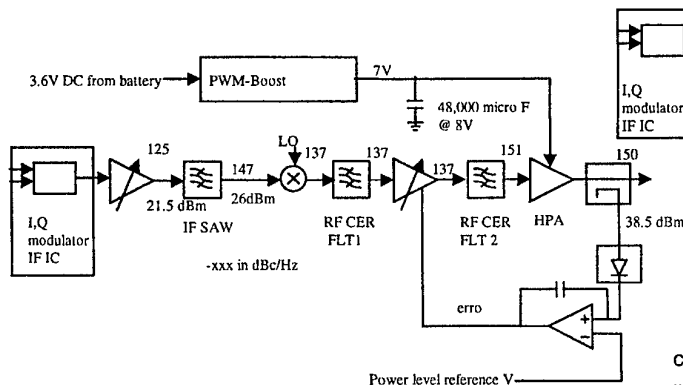 3.6V DC from battery
PWM-Boost
7V
48,000 micro F
@ 8V
I,Q
modulator
IF IC
I,Q
modulator
IF IC
125
21.5 dBm
IF SAW
147
26dBm
LO
137
RF CER
FLT1
137
137
RF CER
FLT 2
151
HPA
150
38.5 dBm
-xxx in dBc/Hz
erro
+
–
Power level reference V
C